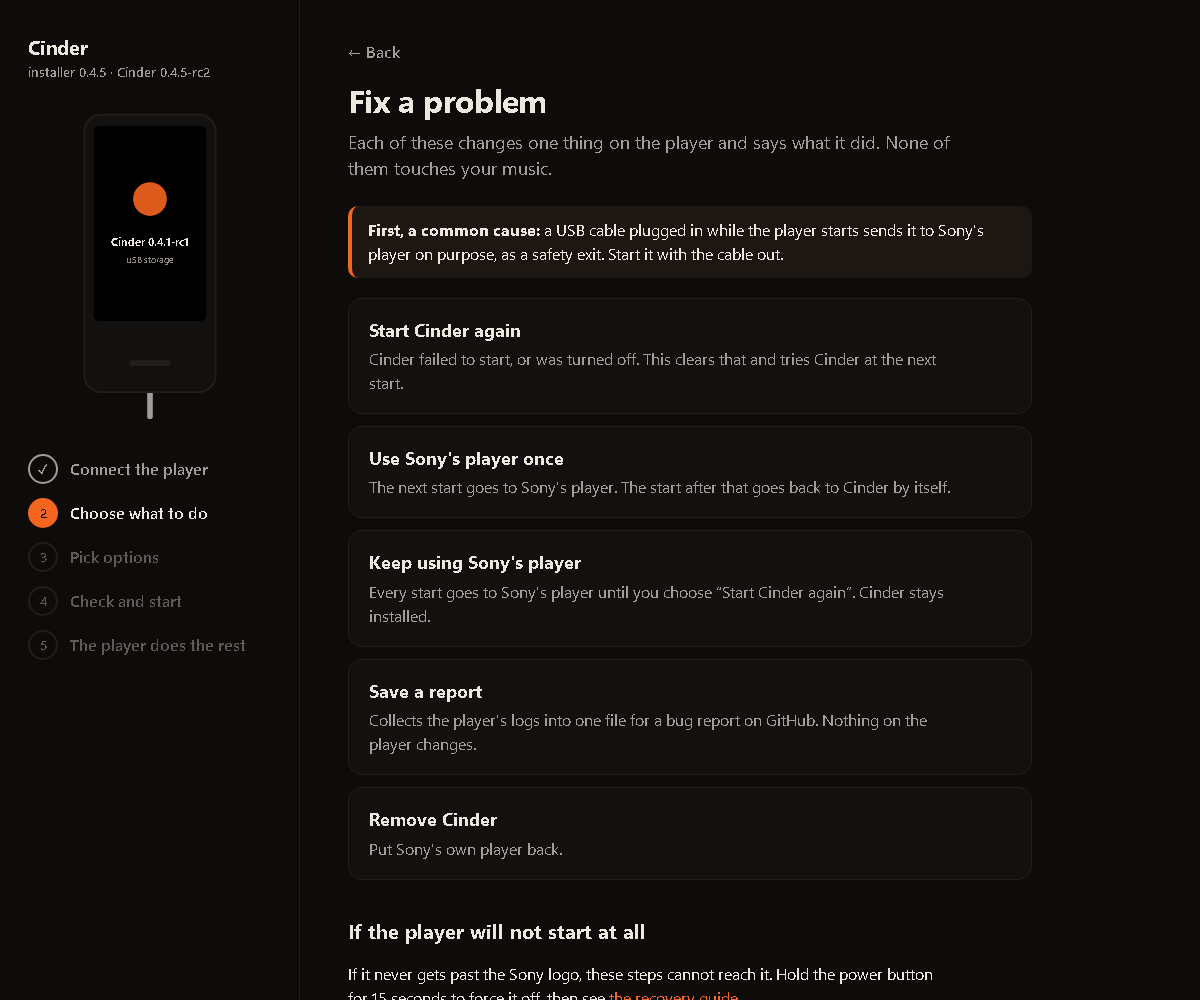 Cinder
installer 0.4.5 · Cinder 0.4.5-rc2
Cinder 0.4.1-rc1
USB storage
✓ Connect the player
2 Choose what to do
3 Pick options
4 Check and start
5 The player does the rest
← Back
Fix a problem
Each of these changes one thing on the player and says what it did. None of
them touches your music.
First, a common cause: a USB cable plugged in while the player starts sends it to Sony's
player on purpose, as a safety exit. Start it with the cable out.
Start Cinder again
Cinder failed to start, or was turned off. This clears that and tries Cinder at the next
start.
Use Sony's player once
The next start goes to Sony's player. The start after that goes back to Cinder by itself.
Keep using Sony's player
Every start goes to Sony's player until you choose “Start Cinder again”. Cinder stays
installed.
Save a report
Collects the player's logs into one file for a bug report on GitHub. Nothing on the
player changes.
Remove Cinder
Put Sony's own player back.
If the player will not start at all
If it never gets past the Sony logo, these steps cannot reach it. Hold the power button
for 15 seconds to force it off, then see the recovery guide.